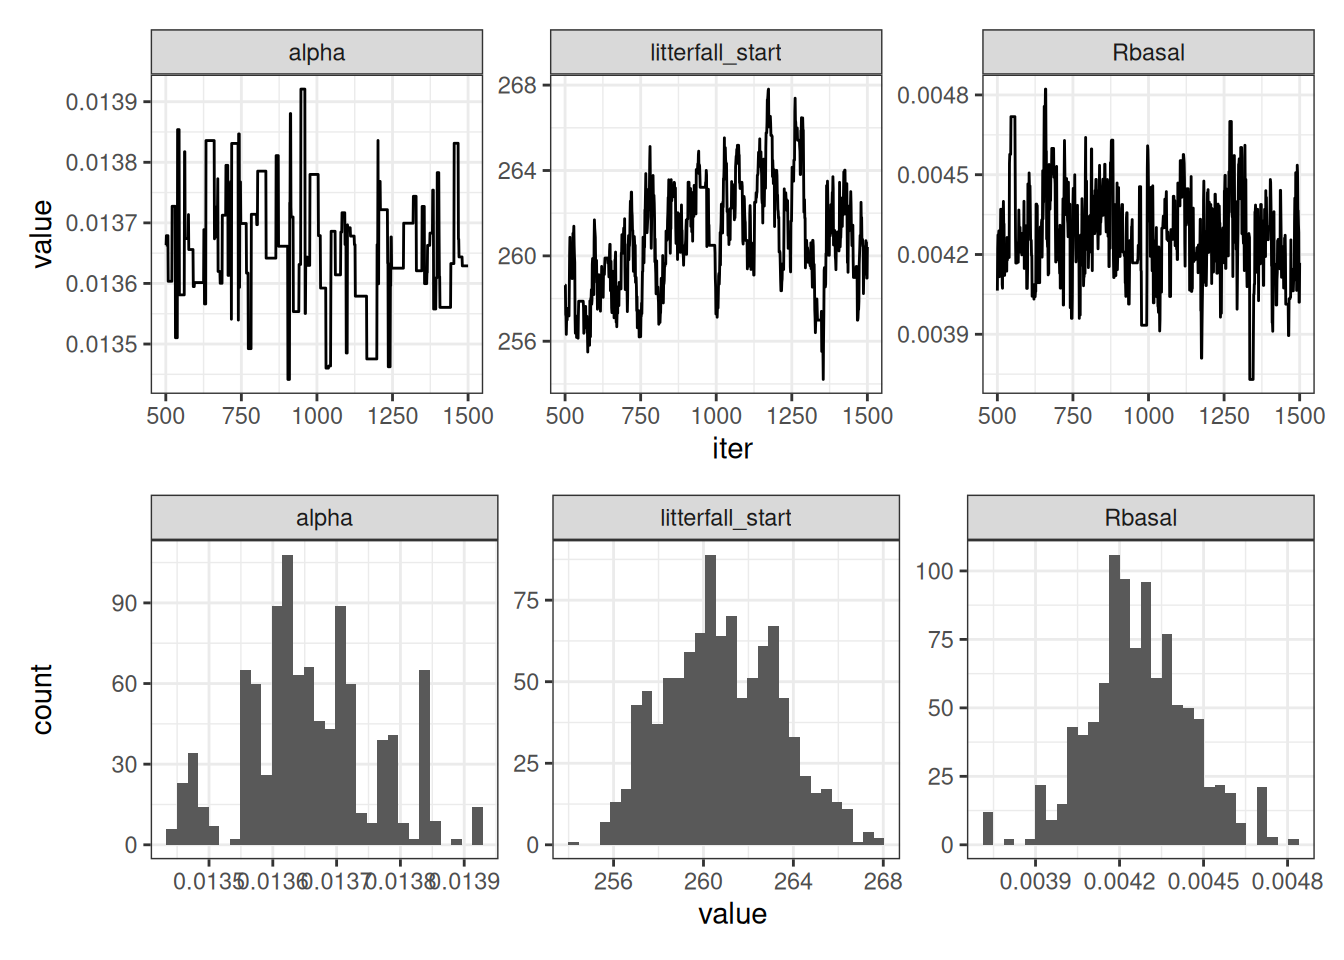 alpha litterfall_start Rbasal
value
0.0139
0.0138
0.0137
0.0136
0.0135
500 750 1000 1250 1500
268
264
260
256
500 750 1000 1250 1500
0.0048
0.0045
0.0042
0.0039
500 750 1000 1250 1500
iter
alpha litterfall_start Rbasal
count
90
60
30
0
0.0135 0.0136 0.0137 0.0138 0.0139
75
50
25
0
256 260 264 268
100
75
50
25
0
0.0039 0.0042 0.0045 0.0048
value